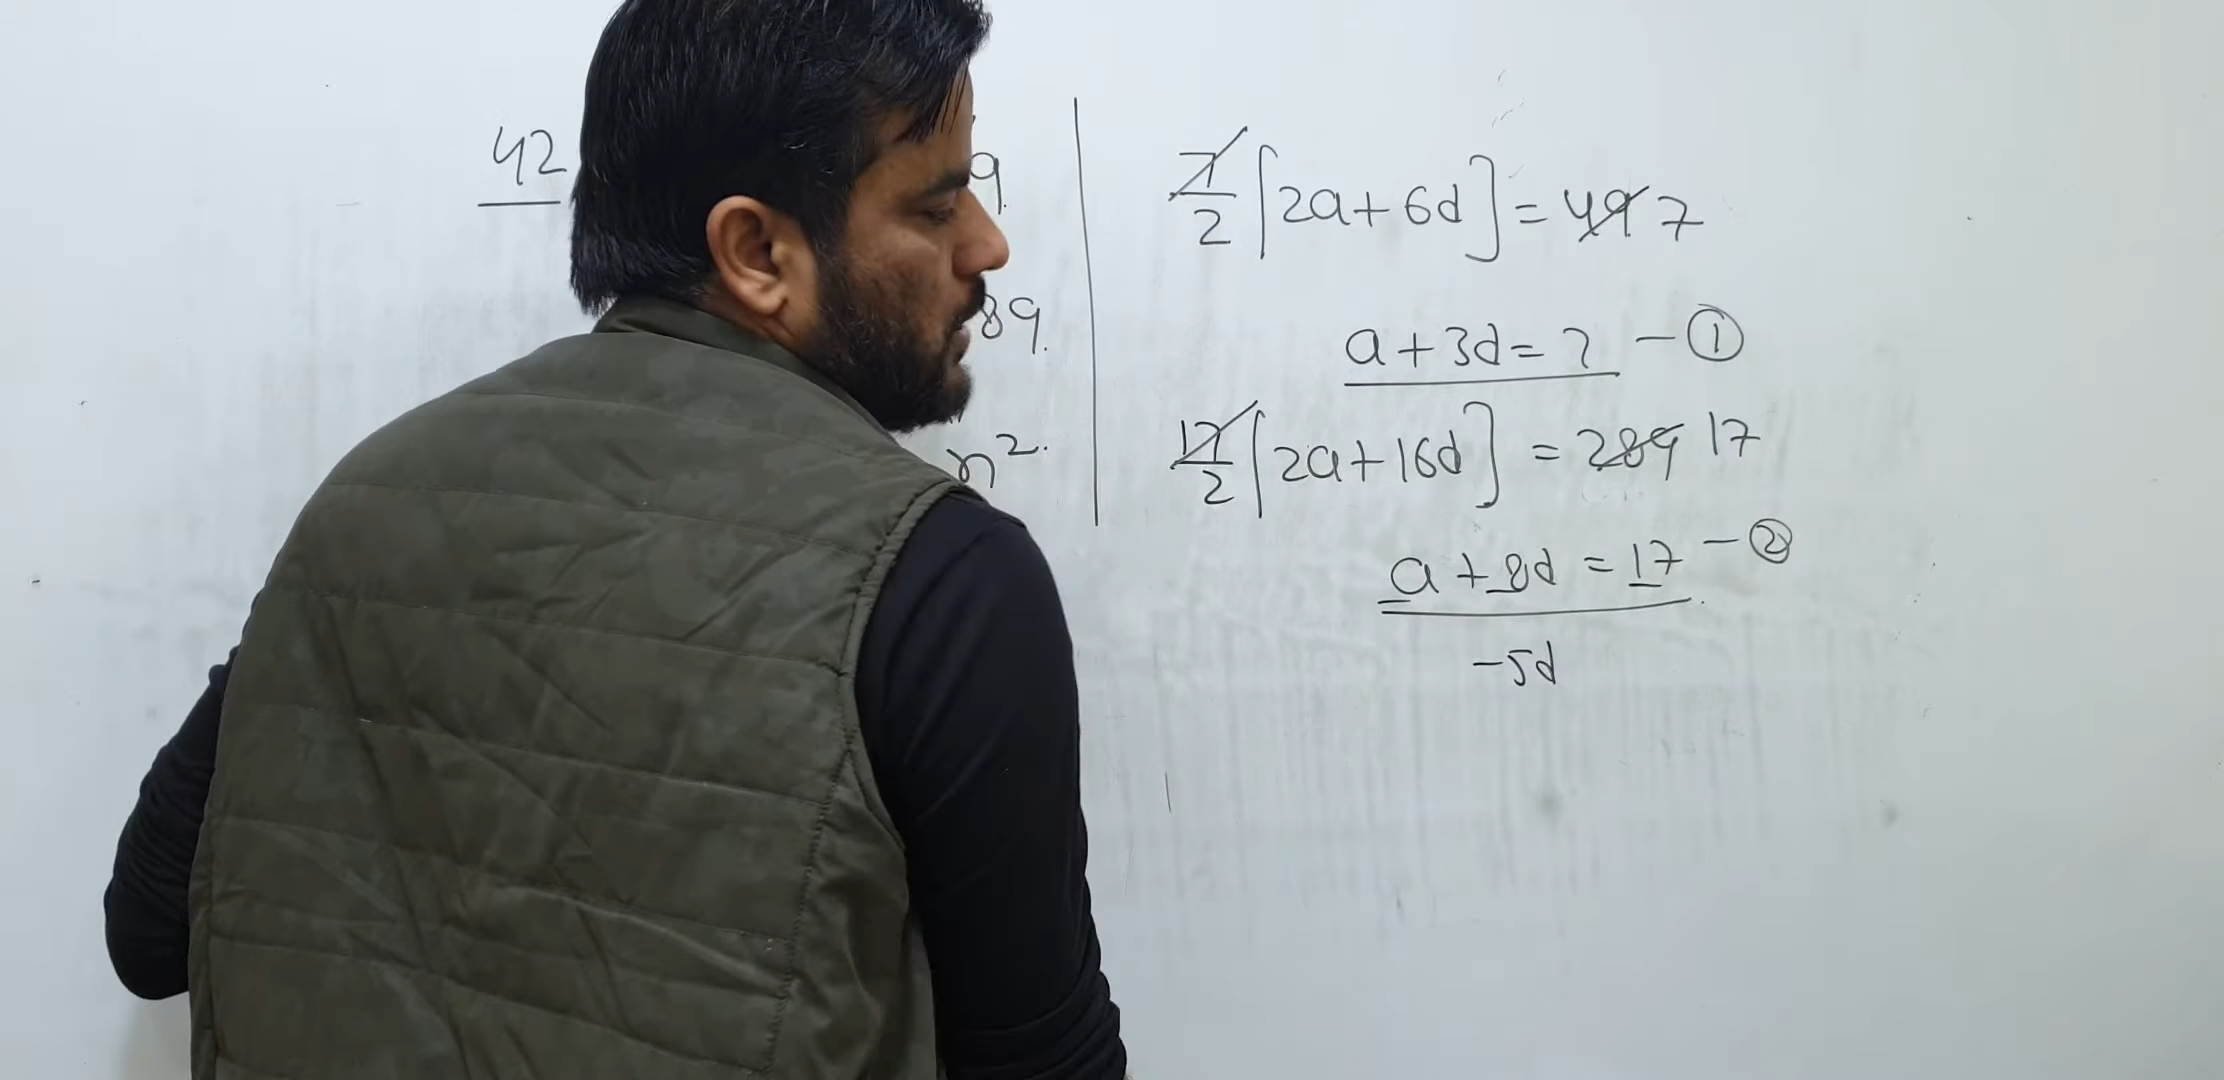 42
9.
89.
n².
7/2 [2a+6d] = 49 7
a+3d=7 -①
17/2 [2a+16d] = 289 17
a+8d = 17 -②
-5d